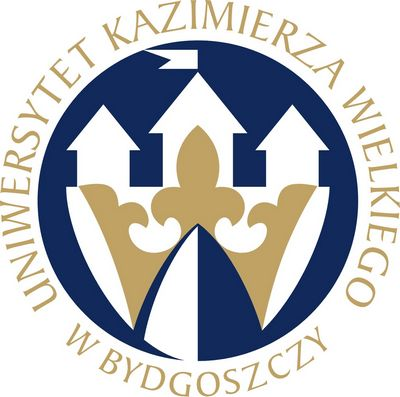 UNIWERSYTET KAZIMIERZA WIELKIEGO
W BYDGOSZCZY